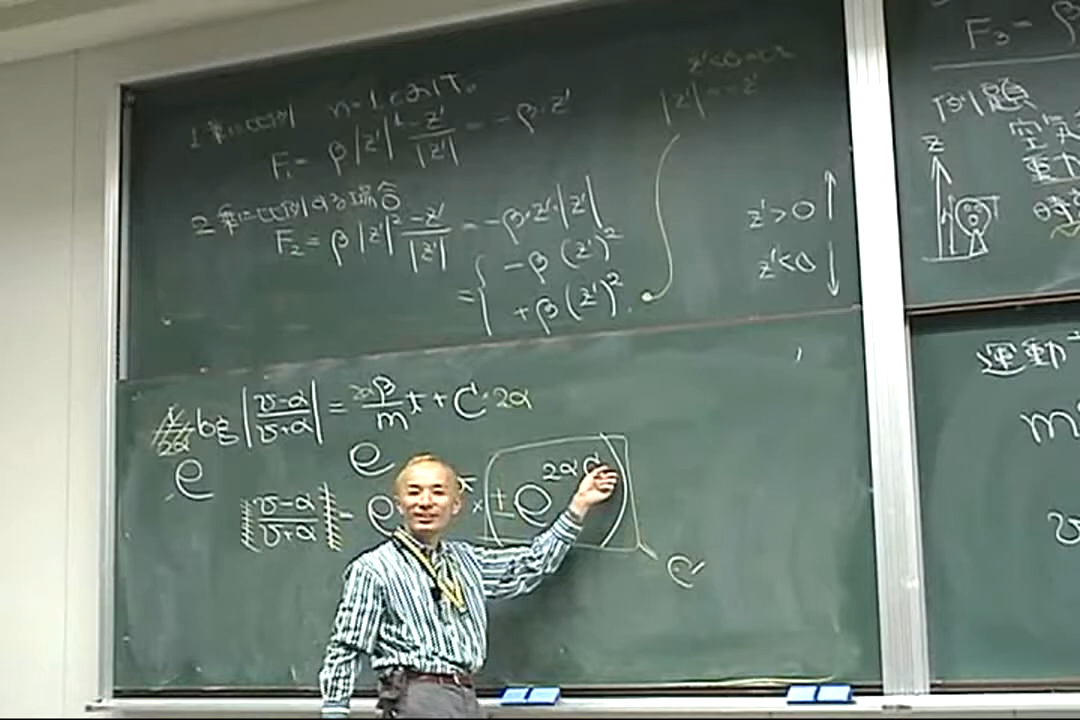 1乗に比例 n=1とおいて。
F₁ = β|z'|¹ -z'/|z'| = -β·z'
|z'| = -z'
2乗に比例する場合
F₂ = β|z'|² -z'/|z'| = -β·z'·|z'|
= { -β(z')²
+β(z')².
z'>0 ↑
z'<0 ↓
F₃ = β
例題
z
空気
重力
時
log|v-α/v+α| = 2αβ/m t + C·2α
e
e
v-α/v+α = e
× (± e^2αC)
C'
運動
m
v